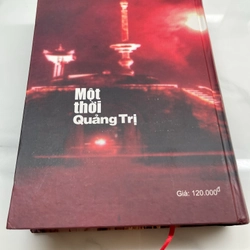 Một
thời
Quảng Trị
Giá: 120.000đ